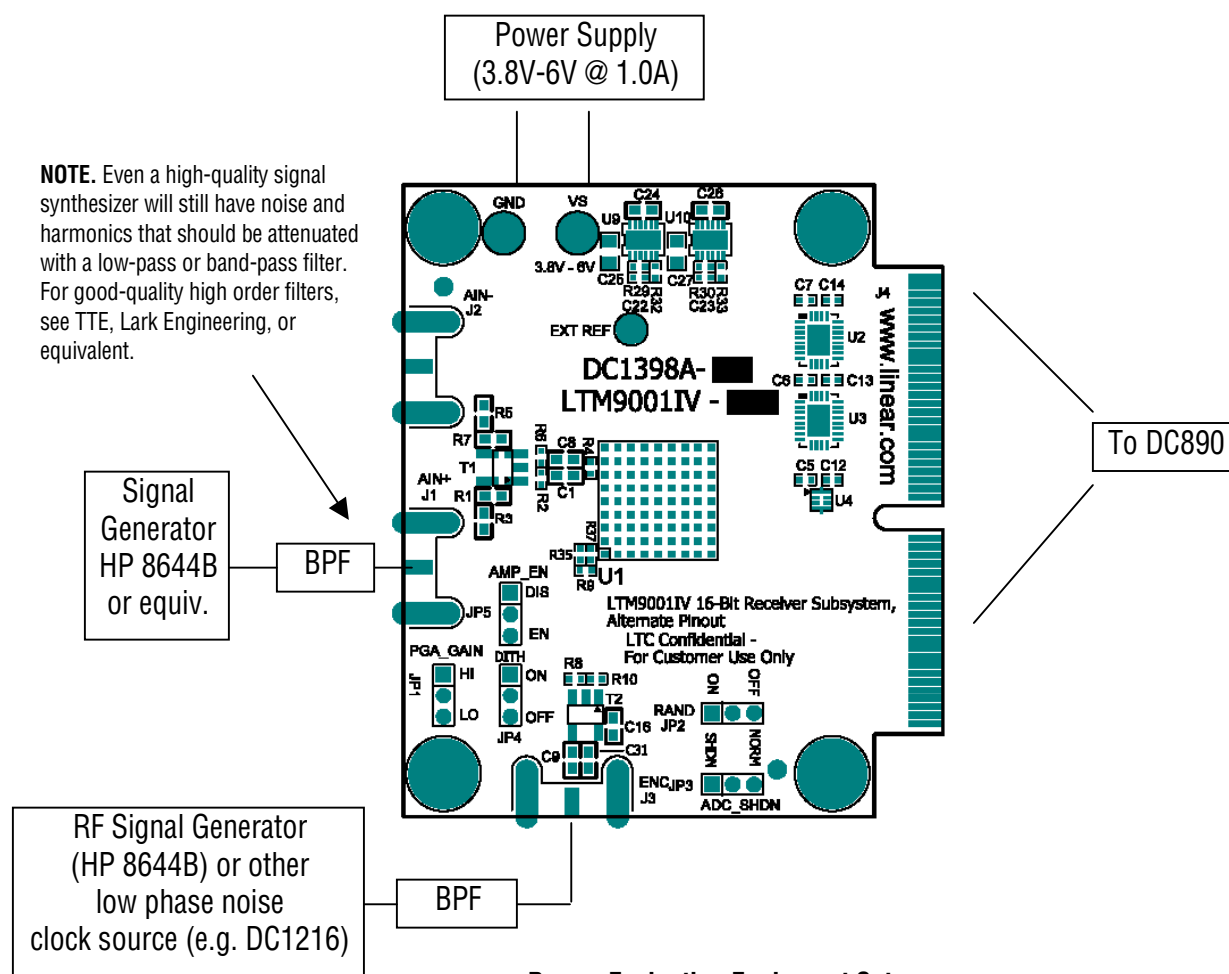 Power Supply
(3.8V-6V @ 1.0A)
NOTE. Even a high-quality signal
synthesizer will still have noise and
harmonics that should be attenuated
with a low-pass or band-pass filter.
For good-quality high order filters,
see TTE, Lark Engineering, or
equivalent.
GND
VS
3.8V - 6V
U9
C24
U10
C28
C25
R29
R32
C22
C27
R30
R33
C23
EXT REF
AIN-
J2
DC1398A-
LTM9001IV -
C7 C14
U2
C6
C13
U3
C5 C12
U4
J4
www.linear.com
To DC890
R5
R7
T1
R6
C8
R4
AIN+
J1
R1
R3
R2
C1
R35
R37
R9
U1
Signal
Generator
HP 8644B
or equiv.
BPF
AMP_EN
DIS
EN
JP5
LTM9001IV 16-Bit Receiver Subsystem,
Alternate Pinout
LTC Confidential -
For Customer Use Only
PGA_GAIN
HI
LO
JP1
DITH
ON
OFF
JP4
R8
R10
T2
C16
C9
C31
ON
OFF
RAND
JP2
SHDN
NORM
ENC
J3
JP3
ADC_SHDN
RF Signal Generator
(HP 8644B) or other
low phase noise
clock source (e.g. DC1216)
BPF